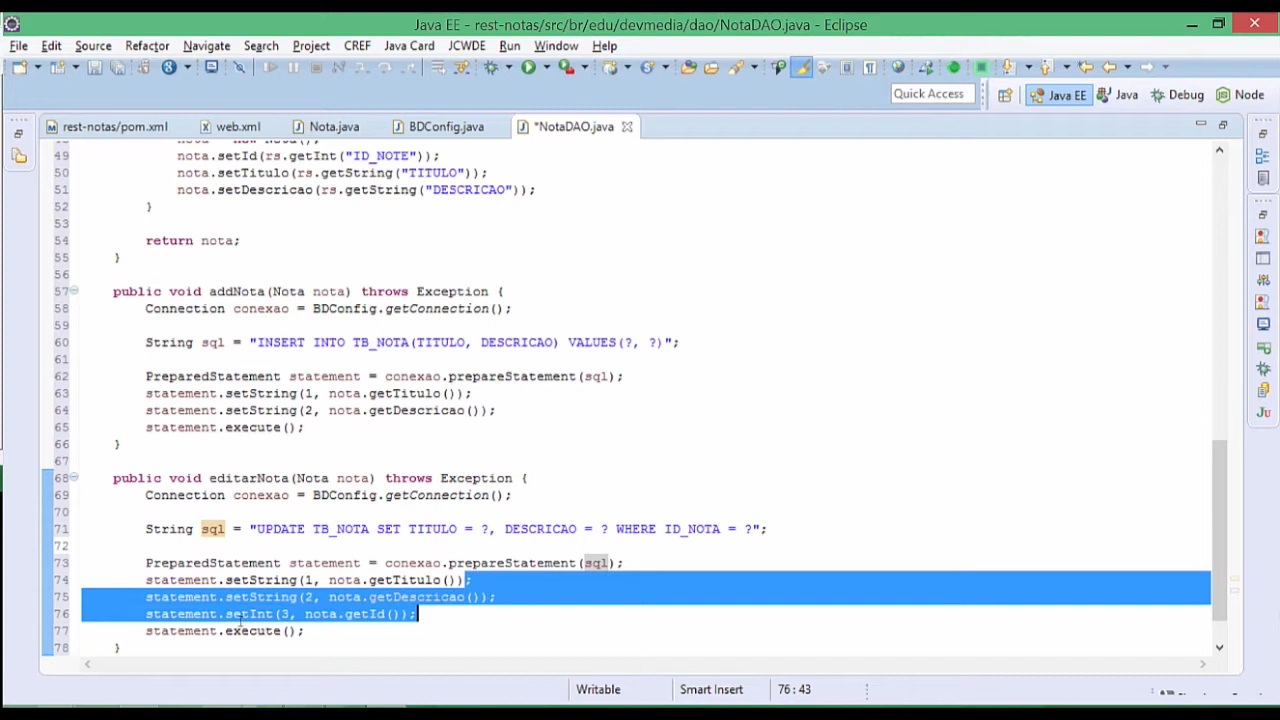 Java EE - rest-notas/src/br/edu/devmedia/dao/NotaDAO.java - Eclipse
File Edit Source Refactor Navigate Search Project CREF Java Card JCWDE Run Window Help
Quick Access Java EE Java Debug Node
rest-notas/pom.xml web.xml Nota.java BDConfig.java *NotaDAO.java
49 nota.setId(rs.getInt("ID_NOTE"));
50 nota.setTitulo(rs.getString("TITULO"));
51 nota.setDescricao(rs.getString("DESCRICAO"));
52 }
53
54 return nota;
55 }
56
57 public void addNota(Nota nota) throws Exception {
58 Connection conexao = BDConfig.getConnection();
59
60 String sql = "INSERT INTO TB_NOTA(TITULO, DESCRICAO) VALUES(?, ?)";
61
62 PreparedStatement statement = conexao.prepareStatement(sql);
63 statement.setString(1, nota.getTitulo());
64 statement.setString(2, nota.getDescricao());
65 statement.execute();
66 }
67
68 public void editarNota(Nota nota) throws Exception {
69 Connection conexao = BDConfig.getConnection();
70
71 String sql = "UPDATE TB_NOTA SET TITULO = ?, DESCRICAO = ? WHERE ID_NOTA = ?";
72
73 PreparedStatement statement = conexao.prepareStatement(sql);
74 statement.setString(1, nota.getTitulo());
75 statement.setString(2, nota.getDescricao());
76 statement.setInt(3, nota.getId());
77 statement.execute();
78 }
Writable Smart Insert 76 : 43